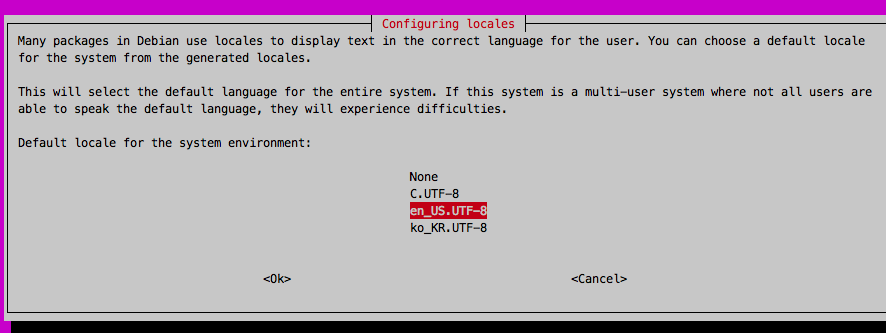 Configuring locales
Many packages in Debian use locales to display text in the correct language for the user. You can choose a default locale
for the system from the generated locales.
This will select the default language for the entire system. If this system is a multi-user system where not all users are
able to speak the default language, they will experience difficulties.
Default locale for the system environment:
None
C.UTF-8
en_US.UTF-8
ko_KR.UTF-8
<Ok> <Cancel>